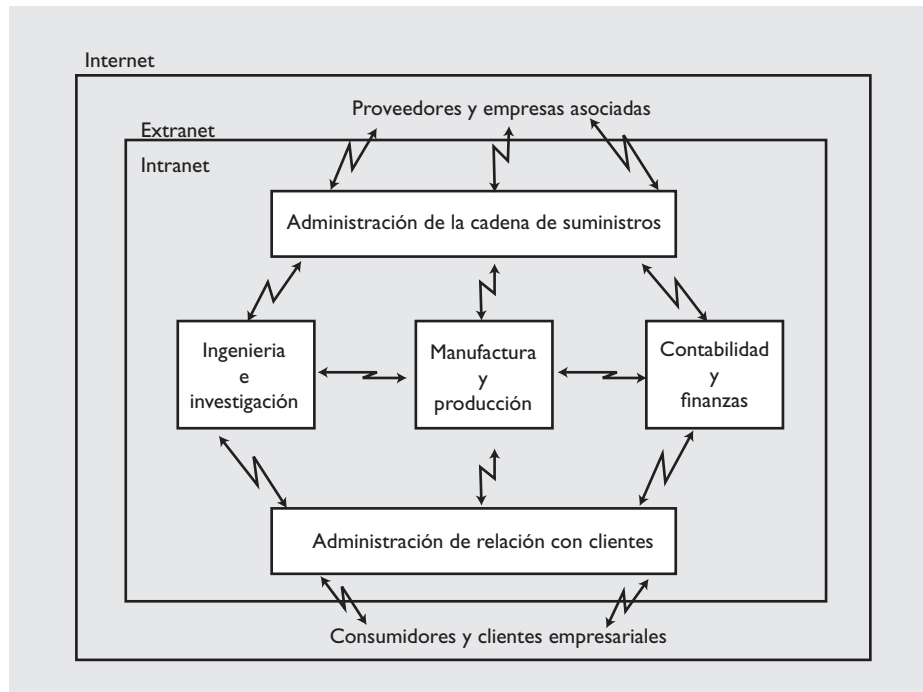 Internet
Proveedores y empresas asociadas
Extranet
Intranet
Administración de la cadena de suministros
Ingenieria
e
investigación
Manufactura
y
producción
Contabilidad
y
finanzas
Administración de relación con clientes
Consumidores y clientes empresariales